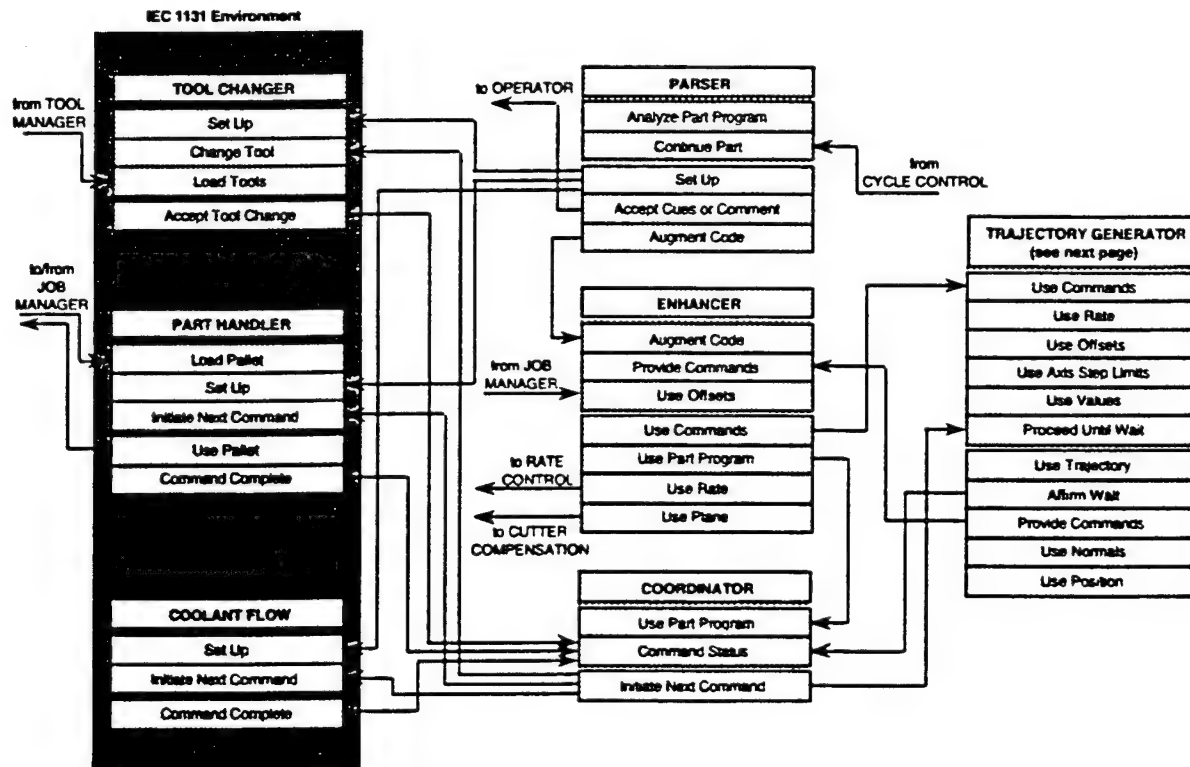 IEC 1131 Environment
from TOOL
MANAGER
TOOL CHANGER
Set Up
Change Tool
Load Tools
Accept Tool Change
to/from
JOB
MANAGER
PART HANDLER
Load Pallet
Set Up
Initiate Next Command
Use Pallet
Command Complete
COOLANT FLOW
Set Up
Initiate Next Command
Command Complete
to OPERATOR
PARSER
Analyze Part Program
Continue Part
Set Up
Accept Cues or Comment
Augment Code
from
CYCLE CONTROL
ENHANCER
Augment Code
Provide Commands
Use Offsets
Use Commands
Use Part Program
Use Rate
Use Plane
from JOB
MANAGER
to RATE
CONTROL
to CUTTER
COMPENSATION
COORDINATOR
Use Part Program
Command Status
Initiate Next Command
TRAJECTORY GENERATOR
(see next page)
Use Commands
Use Rate
Use Offsets
Use Axis Step Limits
Use Values
Proceed Until Wait
Use Trajectory
Affirm Wait
Provide Commands
Use Normals
Use Position